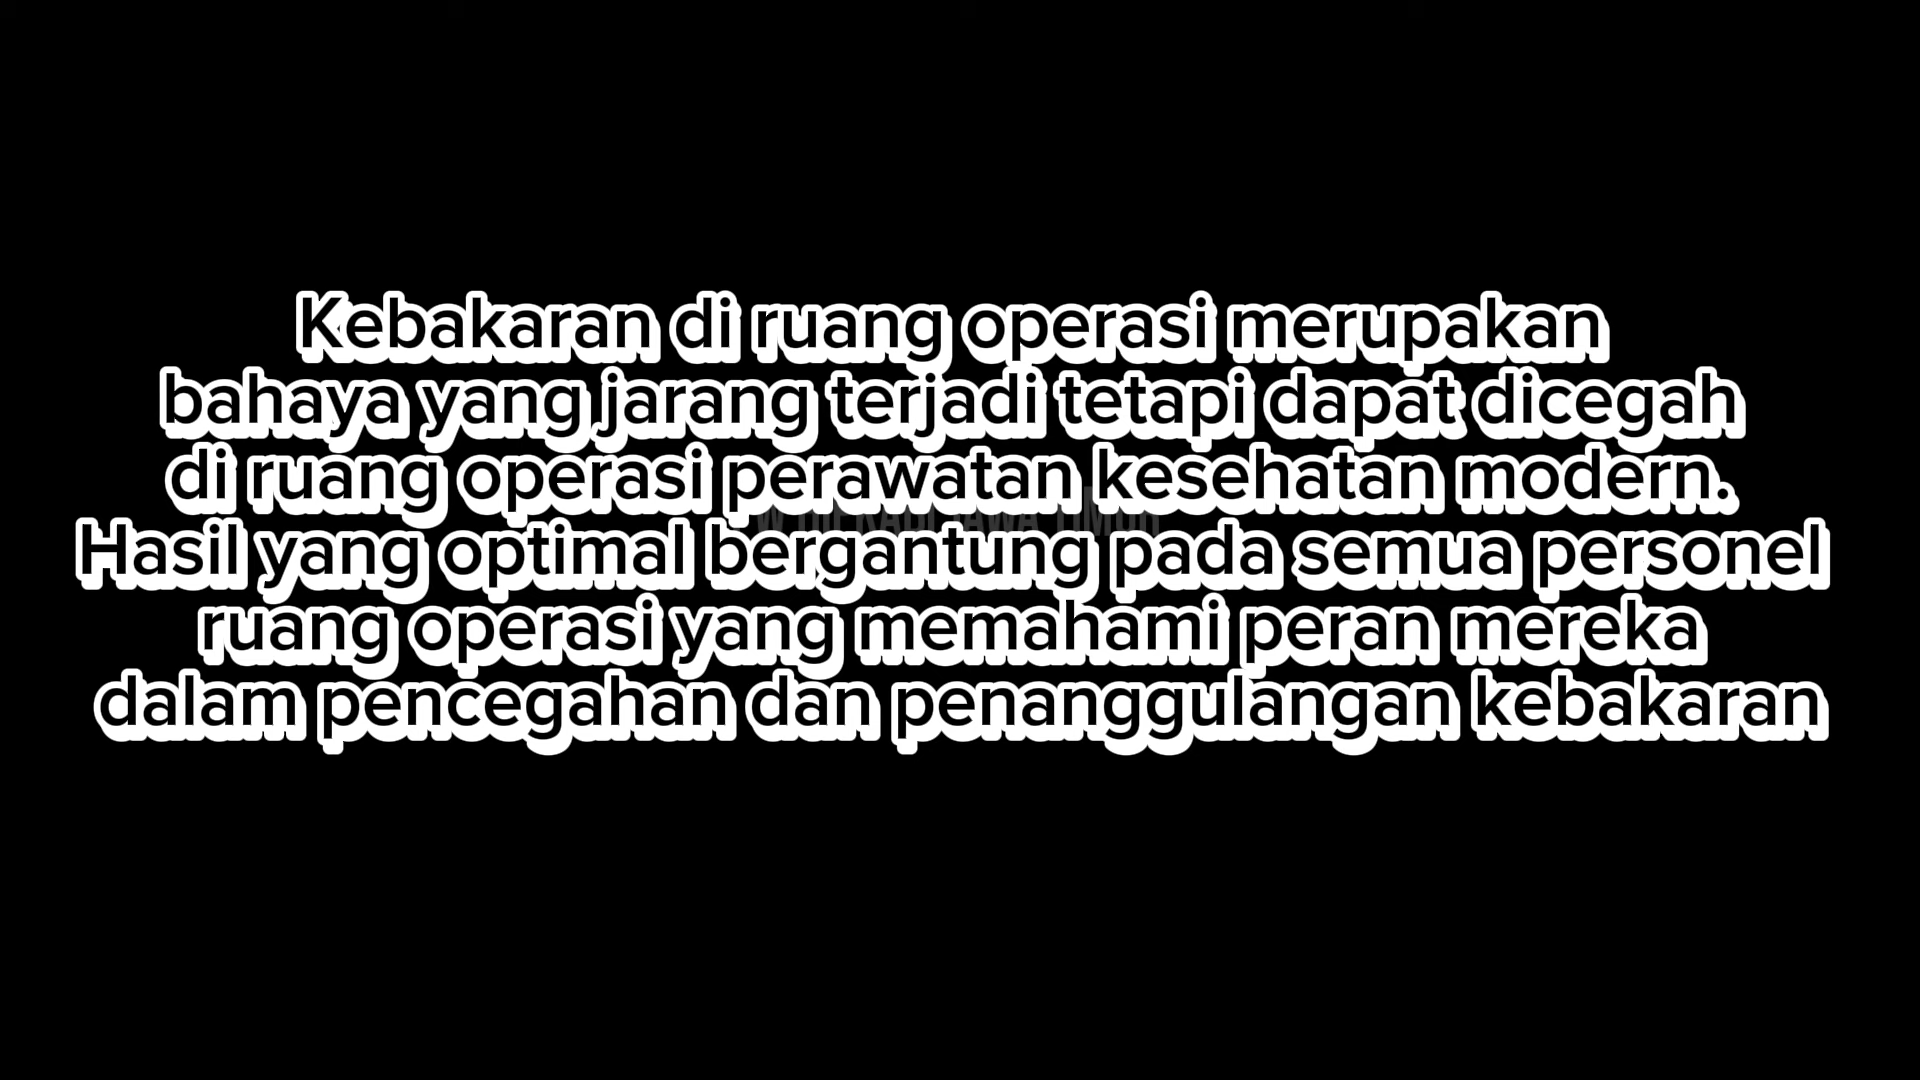 Kebakaran di ruang operasi merupakan
bahaya yang jarang terjadi tetapi dapat dicegah
di ruang operasi perawatan kesehatan modern.
Hasil yang optimal bergantung pada semua personel
ruang operasi yang memahami peran mereka
dalam pencegahan dan penanggulangan kebakaran